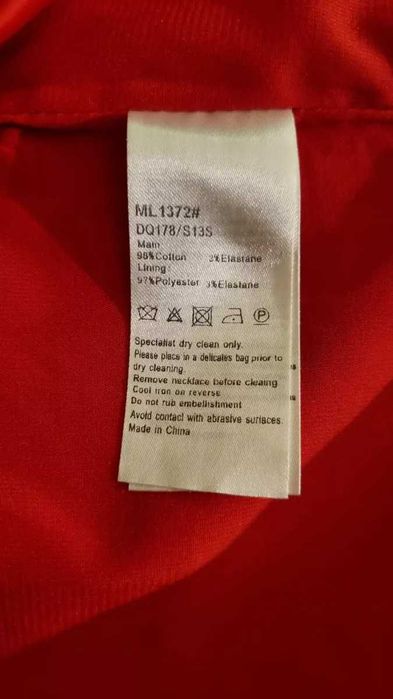 ML1372#
DQ178/S13S
Main
98%Cotton 2%Elastane
Lining:
97%Polyester 3%Elastane
P
Specialist dry clean only.
Please place in a delicates bag prior to
dry cleaning.
Remove necklace before cleaing
Cool iron on reverse
Do not rub embellishment
Avoid contact with abrasive surfaces.
Made in China